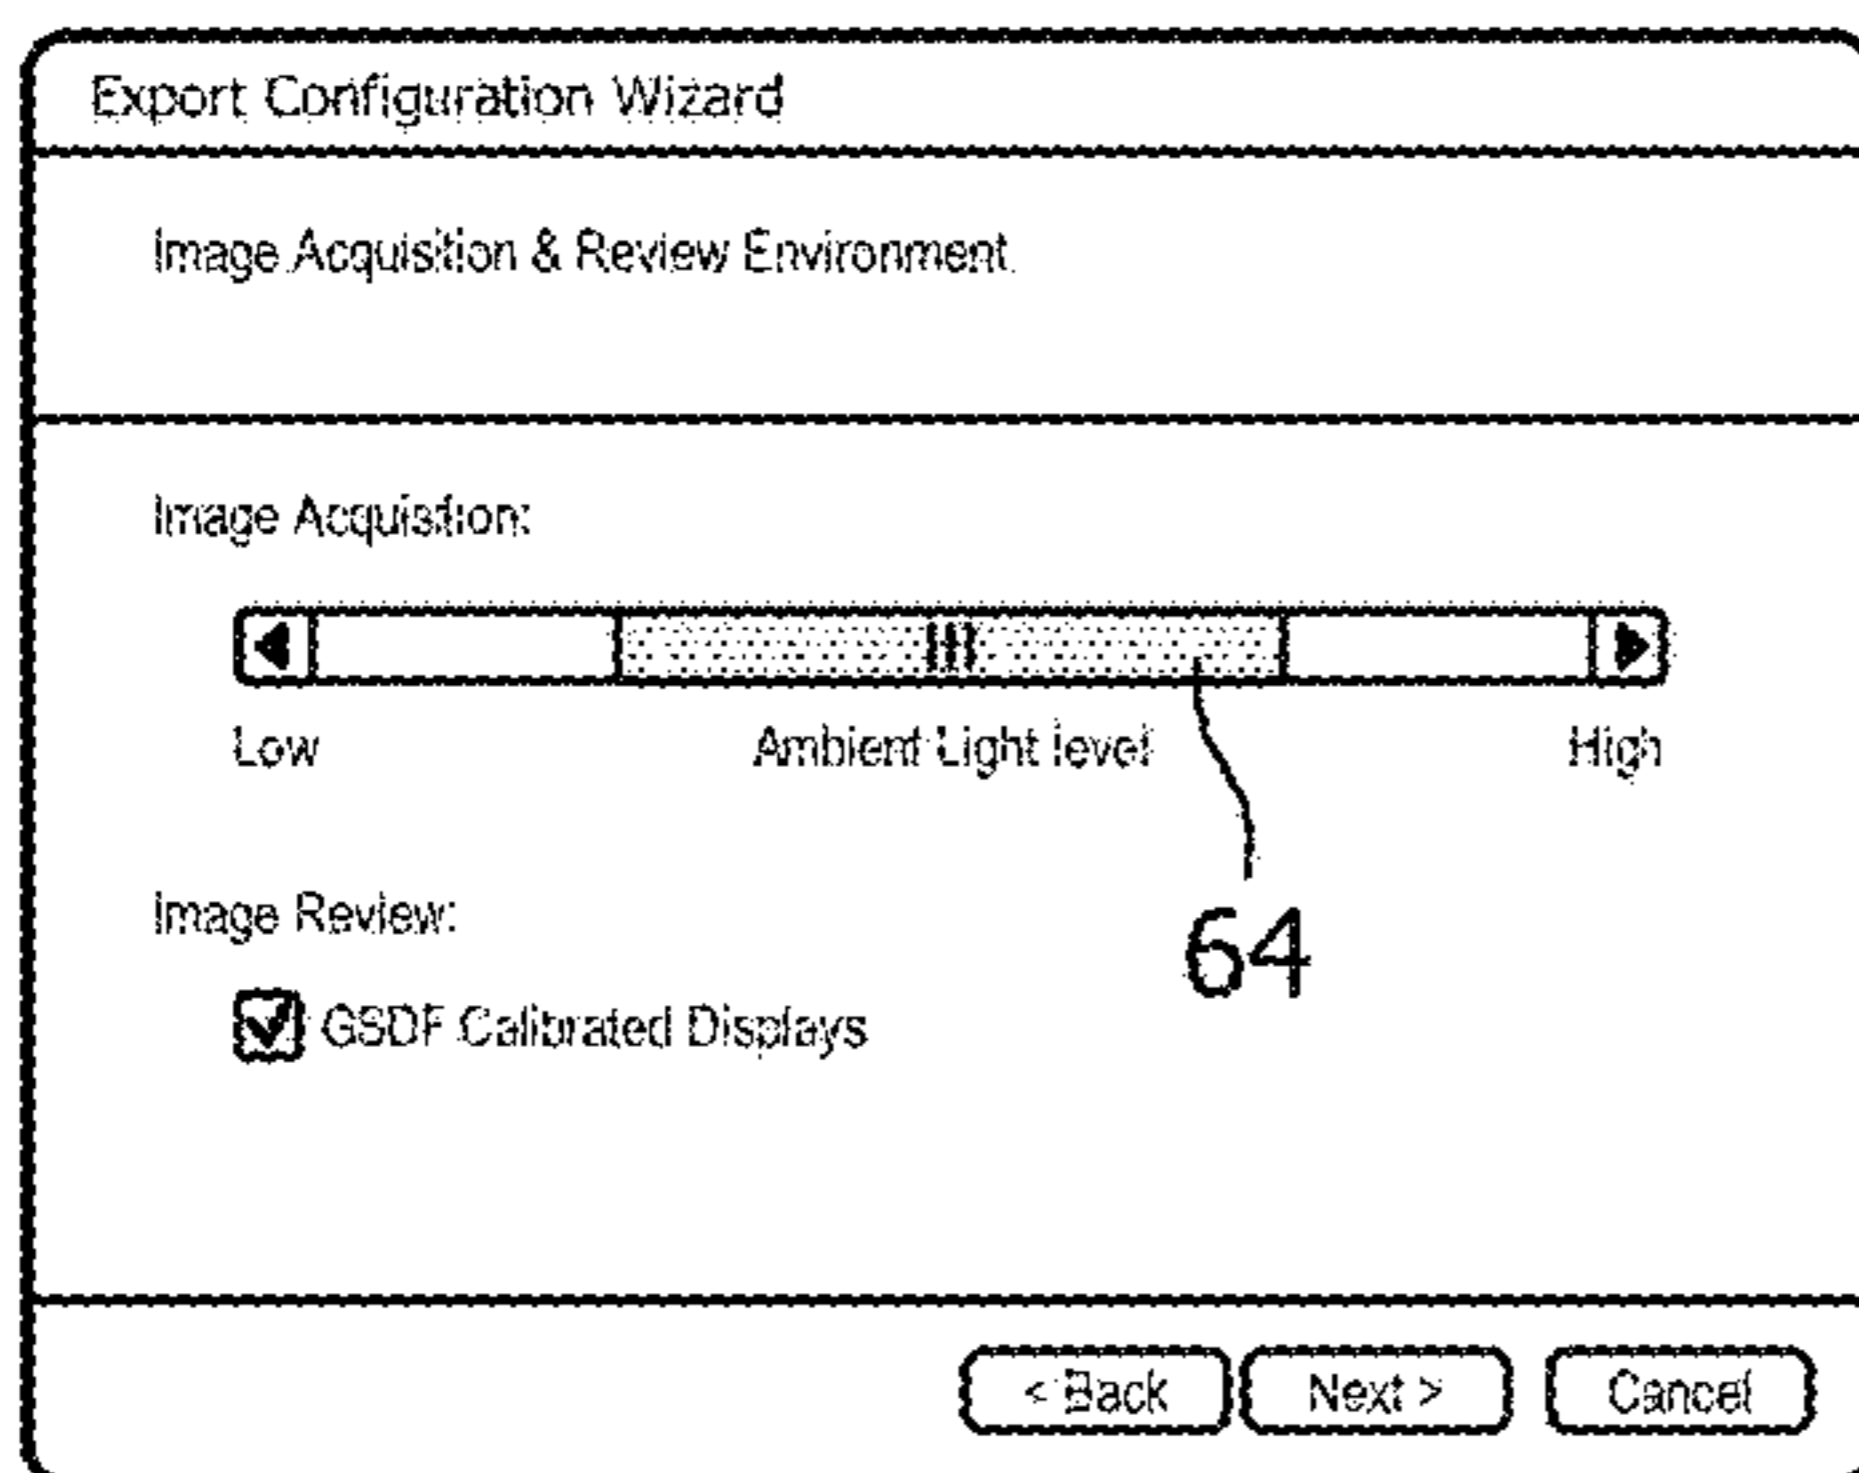 Export Configuration Wizard
Image Acquisition & Review Environment
Image Acquistion:
Low Ambient Light level High
64
Image Review:
GSDF Calibrated Displays
< Back Next > Cancel